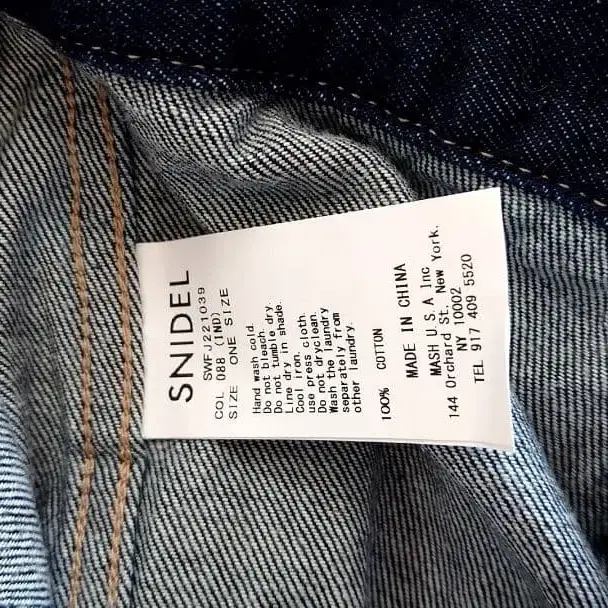 SNIDEL
SWFJ221039
COL 088 (IND)
SIZE ONE SIZE
Hand wash cold.
Do not bleach.
Do not tumble dry.
Line dry in shade.
Cool iron.
use press cloth.
Do not dryclean.
Wash the laundry
separately from
other laundry.
100% COTTON
MADE IN CHINA
MASH U S A Inc
144 Orchard St. New York.
NY 10002
TEL 917 409 5520